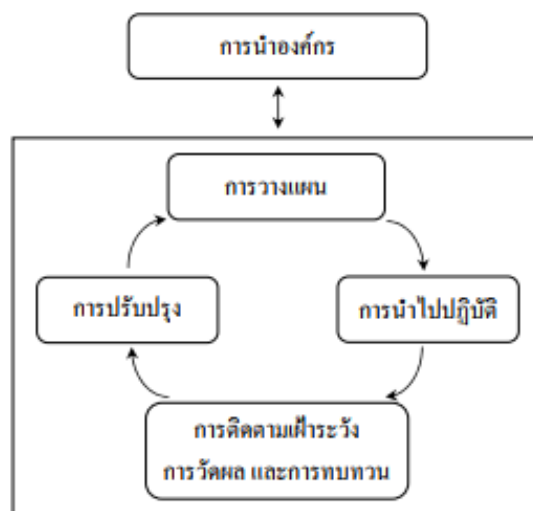 การนำองค์กร
การวางแผน
การปรับปรุง
การนำไปปฏิบัติ
การติดตามเฝ้าระวัง
การวัดผล และการทบทวน